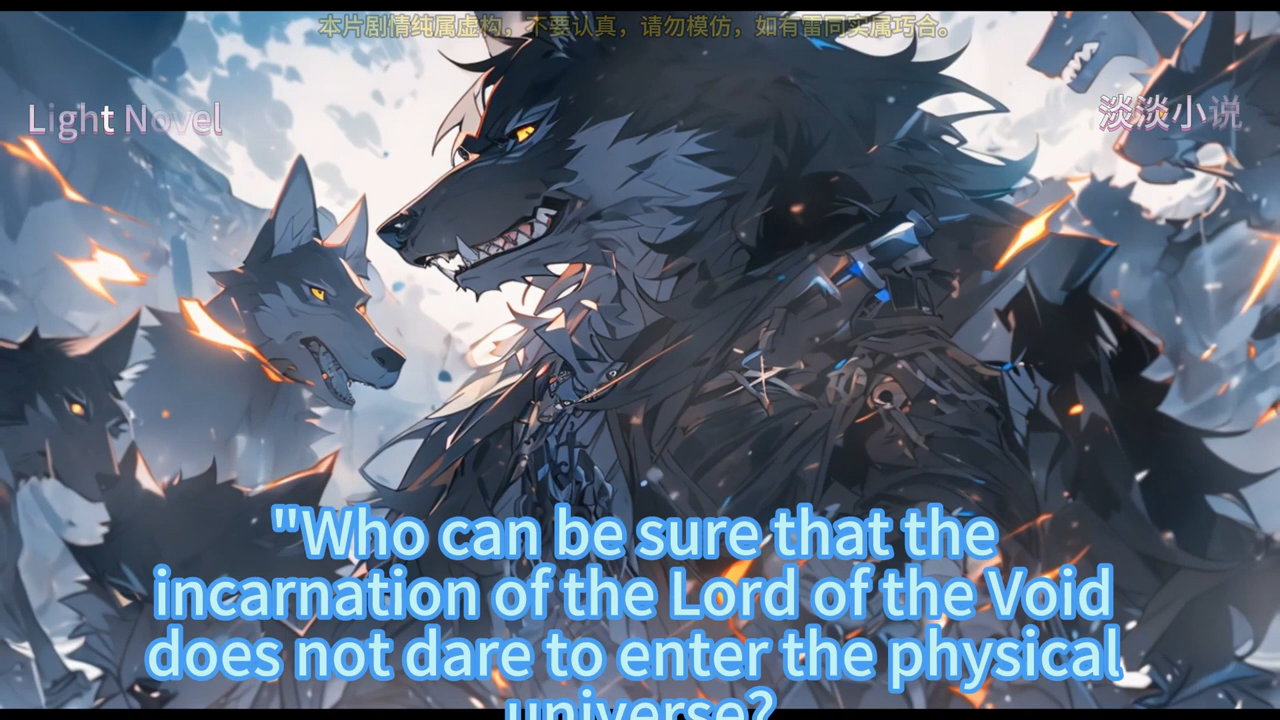 本片剧情纯属虚构，不要认真，请勿模仿，如有雷同实属巧合。
Light Novel
淡淡小说
"Who can be sure that the
incarnation of the Lord of the Void
does not dare to enter the physical
universe?